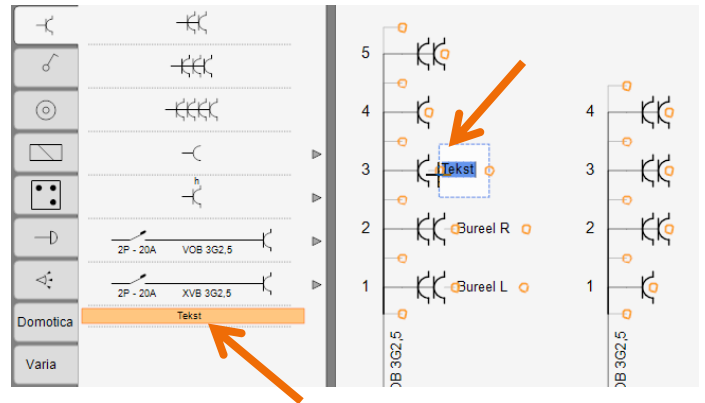 h
2P - 20A VOB 3G2,5
2P - 20A XVB 3G2,5
Tekst
Domotica
Varia
5
4
3 Tekst
2 Bureel R
1 Bureel L
OB 3G2,5
4
3
2
1
OB 3G2,5